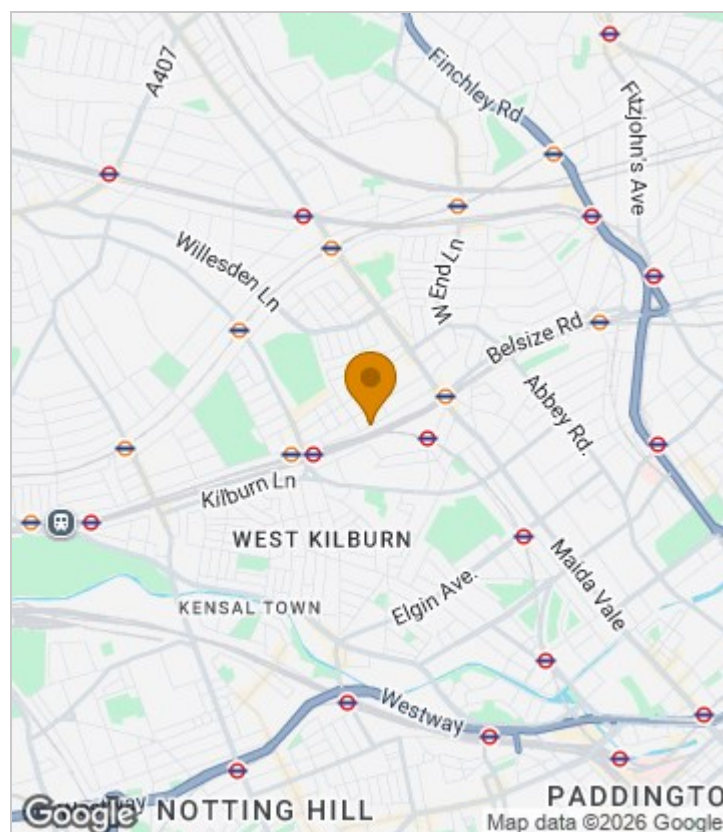 A407
Finchley Rd
Fitzjohn's Ave
Willesden Ln
W End Ln
Belsize Rd
Abbey Rd.
Kilburn Ln
WEST KILBURN
Maida Vale
Elgin Ave.
KENSAL TOWN
Westway
Westway
NOTTING HILL
PADDINGTO
Google
Map data ©2026 Google